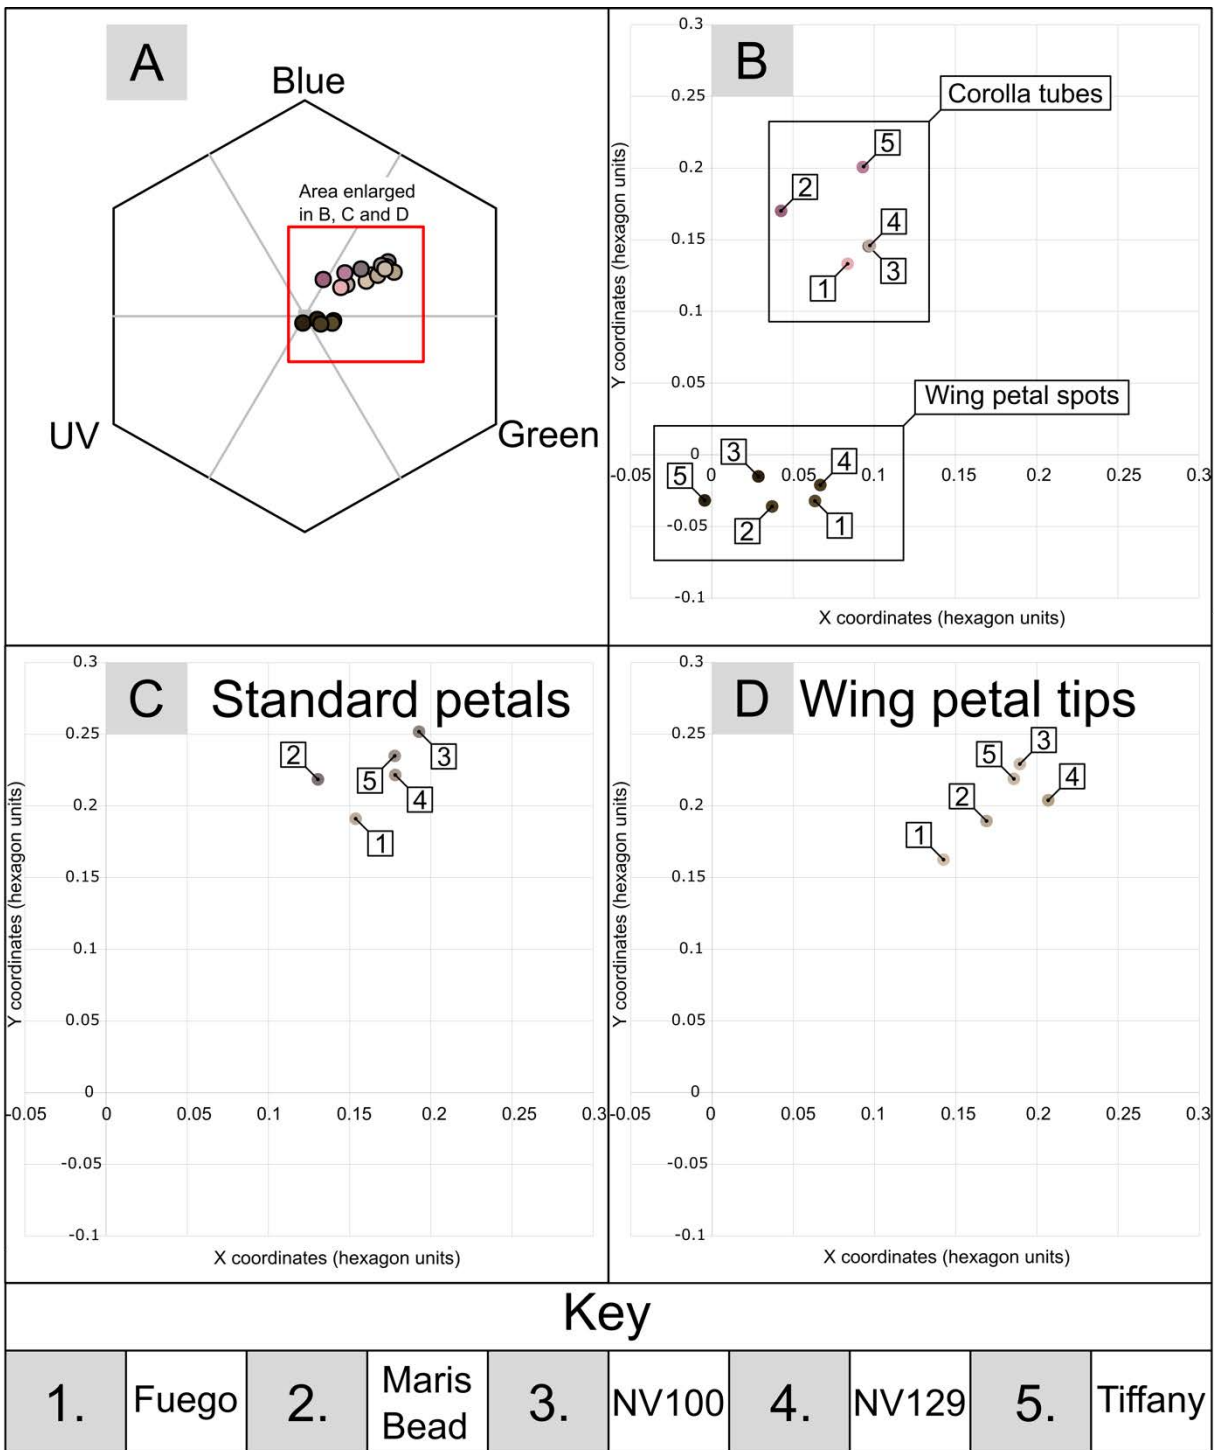 A
Blue
Area enlarged
in B, C and D
UV
Green
B
0.3
0.25
0.2
0.15
0.1
0.05
0
-0.05
-0.1
-0.05
0
0.05
0.1
0.15
0.2
0.25
0.3
Y coordinates (hexagon units)
X coordinates (hexagon units)
Corolla tubes
5
2
4
3
1
Wing petal spots
3
4
5
2
1
C
Standard petals
0.3
0.25
0.2
0.15
0.1
0.05
0
-0.05
-0.1
-0.05
0
0.05
0.1
0.15
0.2
0.25
0.3
Y coordinates (hexagon units)
X coordinates (hexagon units)
2
3
5
4
1
D
Wing petal tips
0.3
0.25
0.2
0.15
0.1
0.05
0
-0.05
-0.1
-0.05
0
0.05
0.1
0.15
0.2
0.25
0.3
Y coordinates (hexagon units)
X coordinates (hexagon units)
3
5
4
2
1
Key
1.
Fuego
2.
Maris
Bead
3.
NV100
4.
NV129
5.
Tiffany